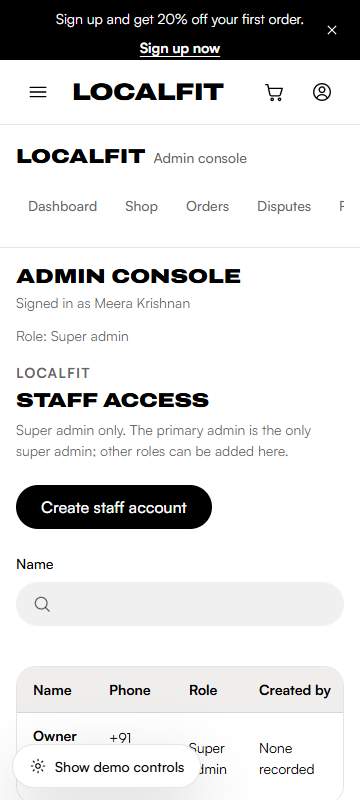 Sign up and get 20% off your first order.
Sign up now
LOCALFIT
LOCALFIT Admin console
Dashboard Shop Orders Disputes
ADMIN CONSOLE
Signed in as Meera Krishnan
Role: Super admin
LOCALFIT
STAFF ACCESS
Super admin only. The primary admin is the only
super admin; other roles can be added here.
Create staff account
Name
Name Phone Role Created by
Owner +91 Super None
recorded
Show demo controls